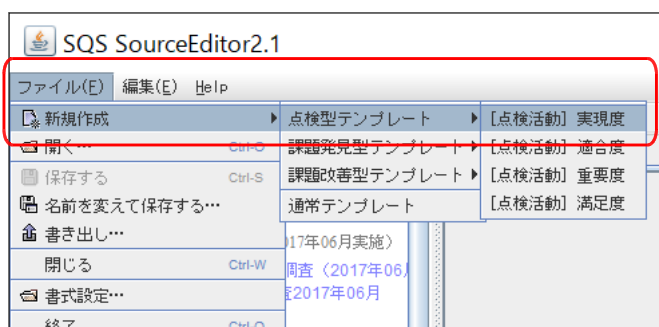 SQS SourceEditor2.1
ファイル(F) 編集(E) Help
新規作成 点検型テンプレート [点検活動] 実現度
開く… Ctrl-O 課題発見型テンプレート [点検活動] 適合度
保存する Ctrl-S 課題改善型テンプレート [点検活動] 重要度
名前を変えて保存する… 通常テンプレート [点検活動] 満足度
書き出し… 017年06月実施）
閉じる Ctrl-W 調査（2017年06月
書式設定… 2017年06月
終了 Ctrl-Q